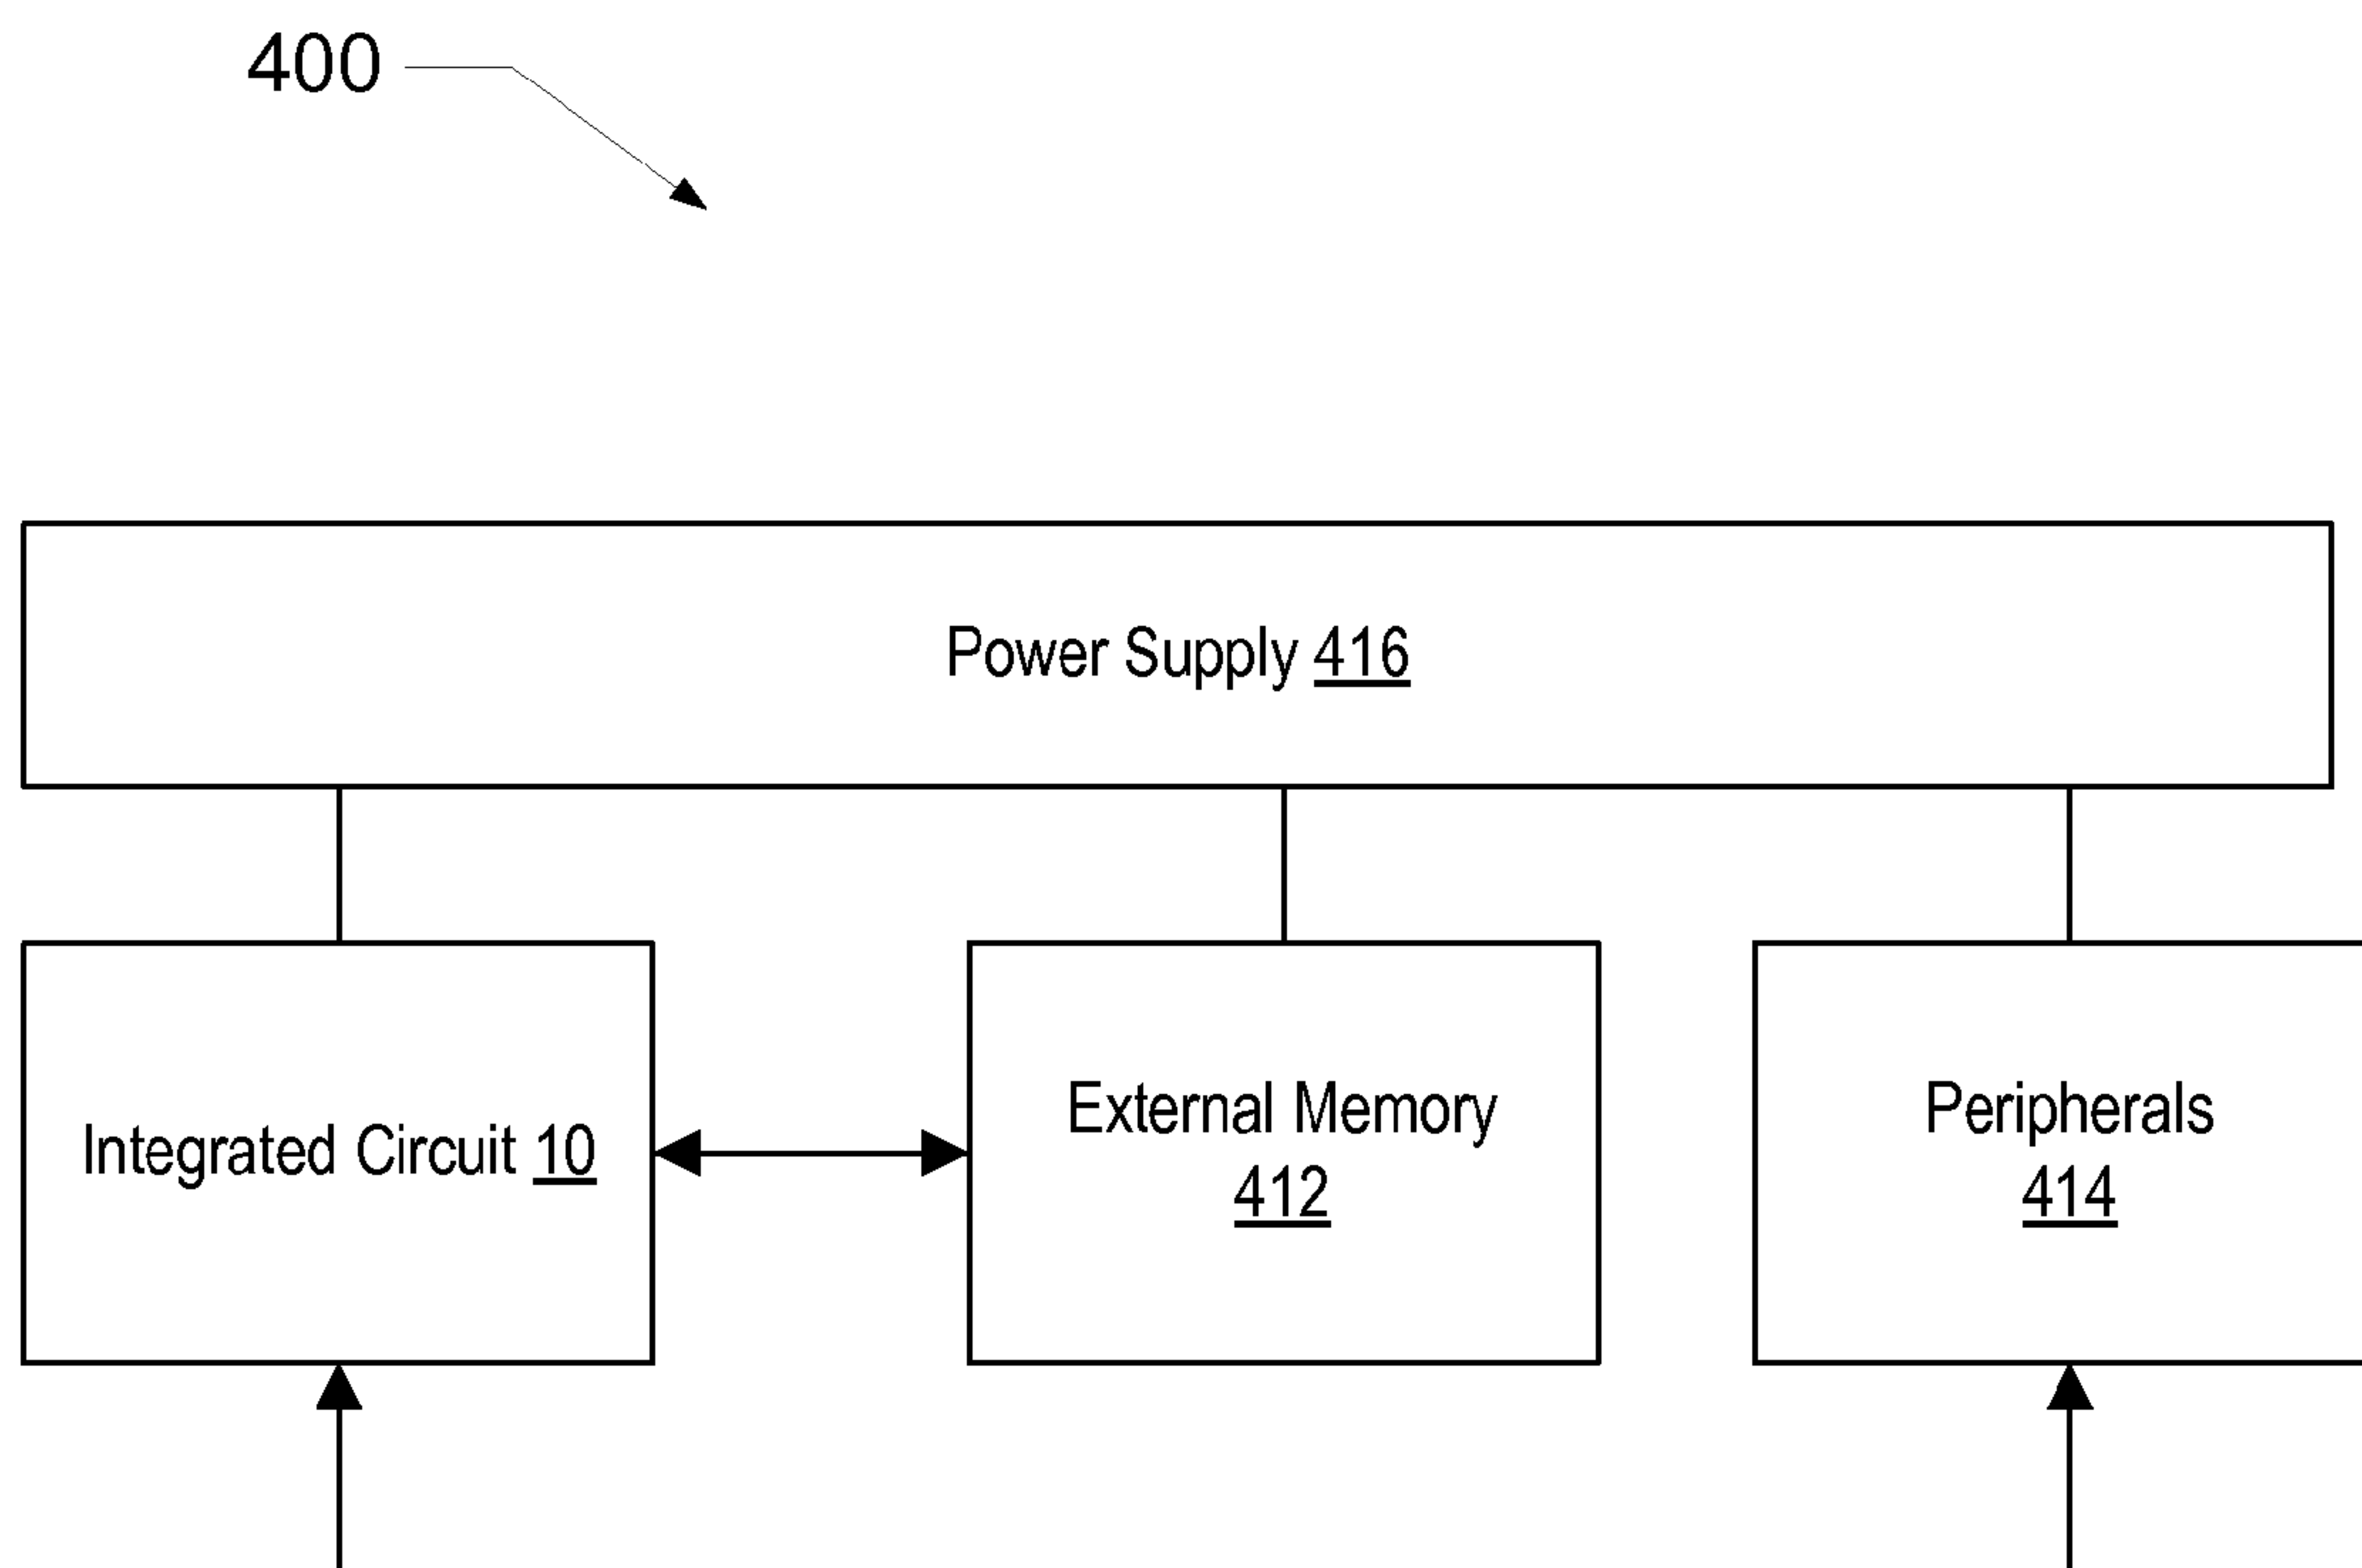 400
Power Supply 416
Integrated Circuit 10
External Memory
412
Peripherals
414